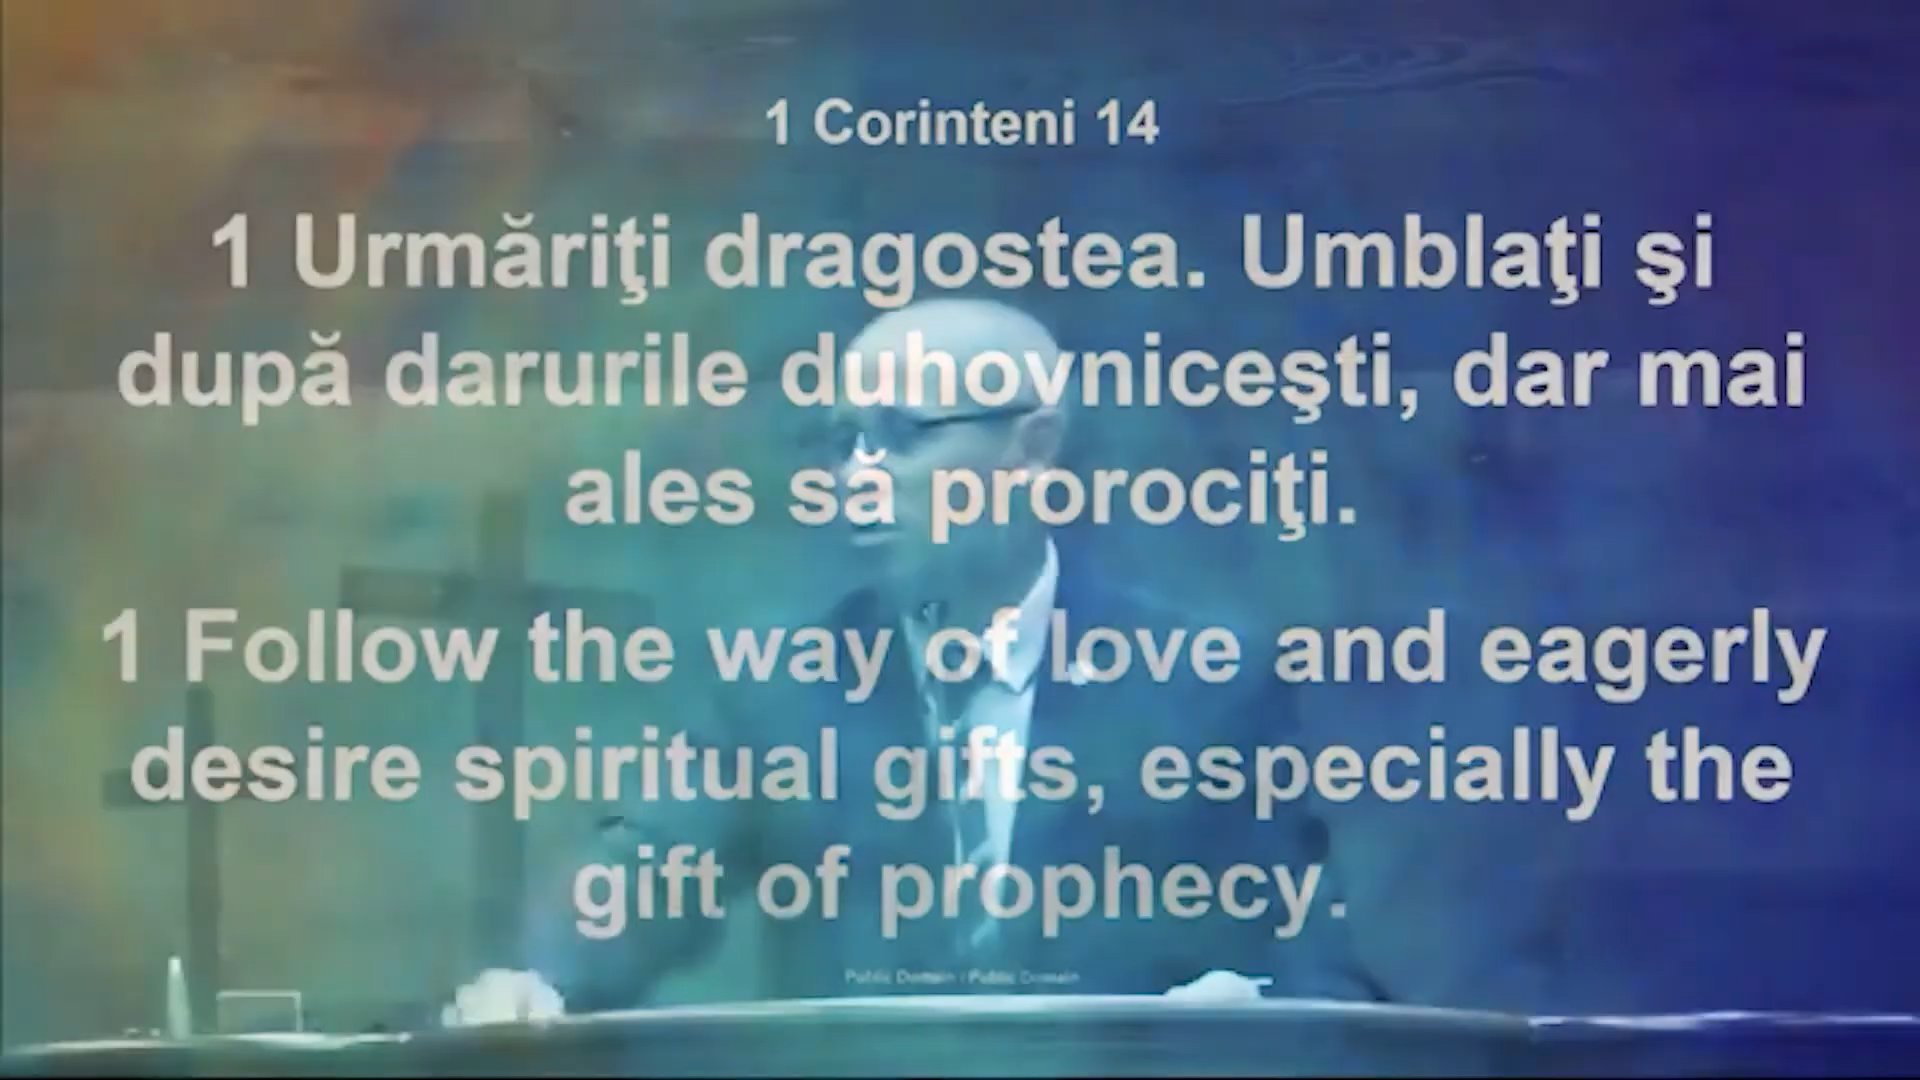 1 Corinteni 14
1 Urmăriţi dragostea. Umblaţi şi
după darurile duhovniceşti, dar mai
ales să prorociţi.
1 Follow the way of love and eagerly
desire spiritual gifts, especially the
gift of prophecy.
Public Domain / Public Domain